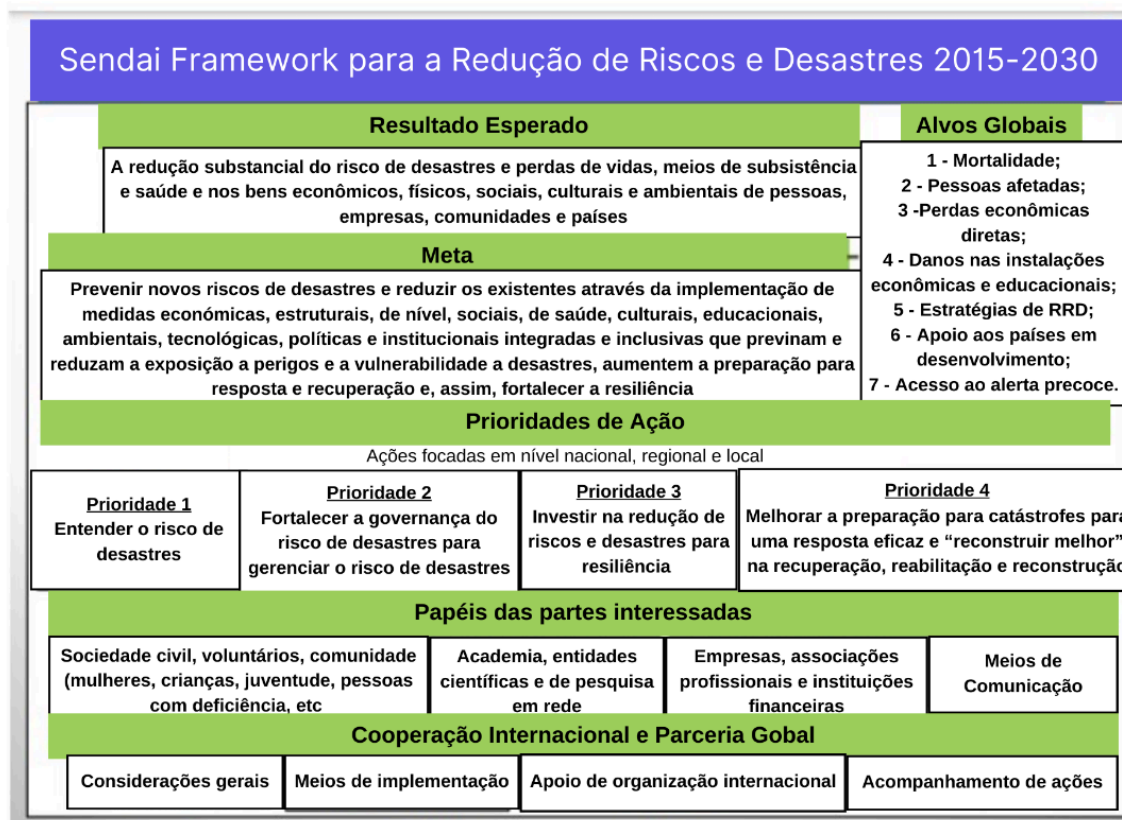 Sendai Framework para a Redução de Riscos e Desastres 2015-2030
Resultado Esperado
A redução substancial do risco de desastres e perdas de vidas, meios de subsistência
e saúde e nos bens econômicos, físicos, sociais, culturais e ambientais de pessoas,
empresas, comunidades e países
Alvos Globais
1 - Mortalidade;
2 - Pessoas afetadas;
3 -Perdas econômicas
diretas;
4 - Danos nas instalações
econômicas e educacionais;
5 - Estratégias de RRD;
6 - Apoio aos países em
desenvolvimento;
7 - Acesso ao alerta precoce.
Meta
Prevenir novos riscos de desastres e reduzir os existentes através da implementação de
medidas económicas, estruturais, de nível, sociais, de saúde, culturais, educacionais,
ambientais, tecnológicas, políticas e institucionais integradas e inclusivas que previnam e
reduzam a exposição a perigos e a vulnerabilidade a desastres, aumentem a preparação para
resposta e recuperação e, assim, fortalecer a resiliência
Prioridades de Ação
Ações focadas em nível nacional, regional e local
Prioridade 1
Entender o risco de
desastres
Prioridade 2
Fortalecer a governança do
risco de desastres para
gerenciar o risco de desastres
Prioridade 3
Investir na redução de
riscos e desastres para
resiliência
Prioridade 4
Melhorar a preparação para catástrofes para
uma resposta eficaz e “reconstruir melhor”
na recuperação, reabilitação e reconstrução
Papéis das partes interessadas
Sociedade civil, voluntários, comunidade
(mulheres, crianças, juventude, pessoas
com deficiência, etc
Academia, entidades
científicas e de pesquisa
em rede
Empresas, associações
profissionais e instituições
financeiras
Meios de
Comunicação
Cooperação Internacional e Parceria Gobal
Considerações gerais
Meios de implementação
Apoio de organização internacional
Acompanhamento de ações